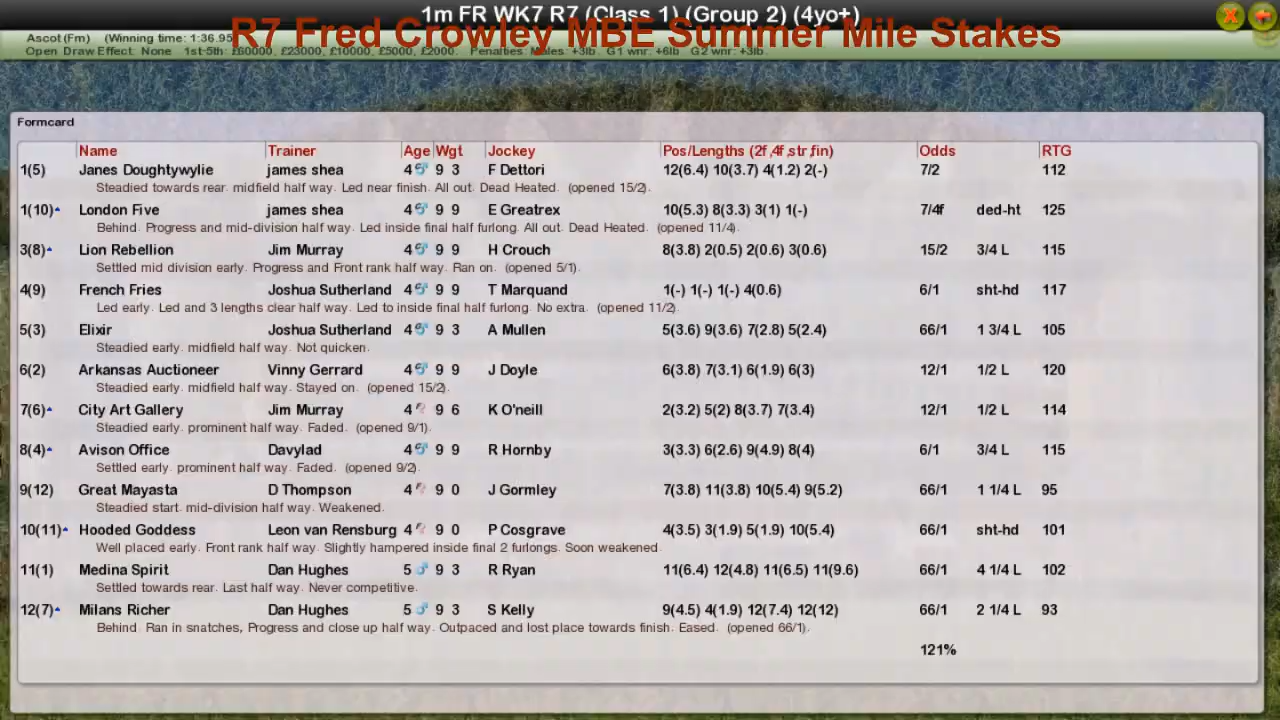 1m FR WK7 R7 (Class 1) (Group 2) (4yo+)
R7 Fred Crowley MBE Summer Mile Stakes
Ascot (Fm) (Winning time: 1:36.95
Open Draw Effect: None 1st-5th: £60000, £23000, £10000, £5000, £2000. Penalties: Males: +3lb. G1 wnr: +6lb G2 wnr: +3lb.
Formcard
Name Trainer Age Wgt Jockey Pos/Lengths (2f,4f,str,fin) Odds RTG
1(5) Janes Doughtywylie james shea 4 9 3 F Dettori 12(6.4) 10(3.7) 4(1.2) 2(-) 7/2 112
Steadied towards rear. midfield half way. Led near finish. All out. Dead Heated. (opened 15/2).
1(10) London Five james shea 4 9 9 E Greatrex 10(5.3) 8(3.3) 3(1) 1(-) 7/4f ded-ht 125
Behind. Progress and mid-division half way. Led inside final half furlong. All out. Dead Heated. (opened 11/4).
3(8) Lion Rebellion Jim Murray 4 9 9 H Crouch 8(3.8) 2(0.5) 2(0.6) 3(0.6) 15/2 3/4 L 115
Settled mid division early. Progress and Front rank half way. Ran on. (opened 5/1).
4(9) French Fries Joshua Sutherland 4 9 9 T Marquand 1(-) 1(-) 1(-) 4(0.6) 6/1 sht-hd 117
Led early. Led and 3 lengths clear half way. Led to inside final half furlong. No extra. (opened 11/2).
5(3) Elixir Joshua Sutherland 4 9 3 A Mullen 5(3.6) 9(3.6) 7(2.8) 5(2.4) 66/1 1 3/4 L 105
Steadied early. midfield half way. Not quicken.
6(2) Arkansas Auctioneer Vinny Gerrard 4 9 9 J Doyle 6(3.8) 7(3.1) 6(1.9) 6(3) 12/1 1/2 L 120
Steadied early. midfield half way. Stayed on. (opened 15/2).
7(6) City Art Gallery Jim Murray 4 9 6 K O'neill 2(3.2) 5(2) 8(3.7) 7(3.4) 12/1 1/2 L 114
Steadied early. prominent half way. Faded. (opened 9/1).
8(4) Avison Office Davylad 4 9 9 R Hornby 3(3.3) 6(2.6) 9(4.9) 8(4) 6/1 3/4 L 115
Settled early. prominent half way. Faded. (opened 9/2).
9(12) Great Mayasta D Thompson 4 9 0 J Gormley 7(3.8) 11(3.8) 10(5.4) 9(5.2) 66/1 1 1/4 L 95
Steadied start. mid-division half way. Weakened.
10(11) Hooded Goddess Leon van Rensburg 4 9 0 P Cosgrave 4(3.5) 3(1.9) 5(1.9) 10(5.4) 66/1 sht-hd 101
Well placed early. Front rank half way. Slightly hampered inside final 2 furlongs. Soon weakened.
11(1) Medina Spirit Dan Hughes 5 9 3 R Ryan 11(6.4) 12(4.8) 11(6.5) 11(9.6) 66/1 4 1/4 L 102
Settled towards rear. Last half way. Never competitive.
12(7) Milans Richer Dan Hughes 5 9 3 S Kelly 9(4.5) 4(1.9) 12(7.4) 12(12) 66/1 2 1/4 L 93
Behind. Ran in snatches, Progress and close up half way. Outpaced and lost place towards finish. Eased. (opened 66/1).
121%